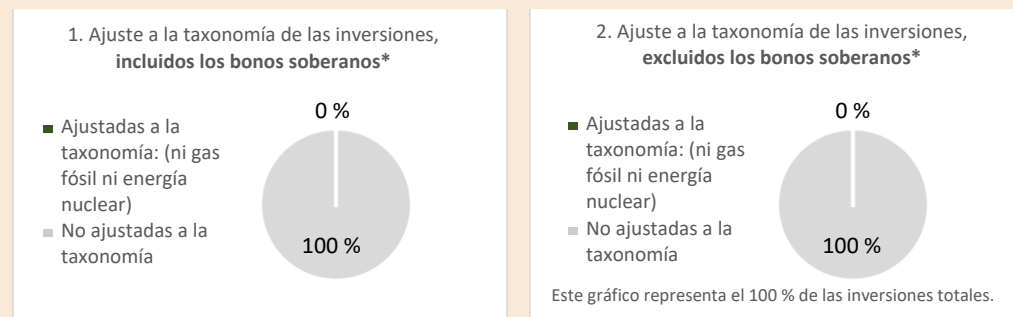 1. Ajuste a la taxonomía de las inversiones,
incluidos los bonos soberanos*
0 %
Ajustadas a la
taxonomía: (ni gas
fósil ni energía
nuclear)
No ajustadas a la
taxonomía
100 %
2. Ajuste a la taxonomía de las inversiones,
excluidos los bonos soberanos*
0 %
Ajustadas a la
taxonomía: (ni gas
fósil ni energía
nuclear)
No ajustadas a la
taxonomía
100 %
Este gráfico representa el 100 % de las inversiones totales.